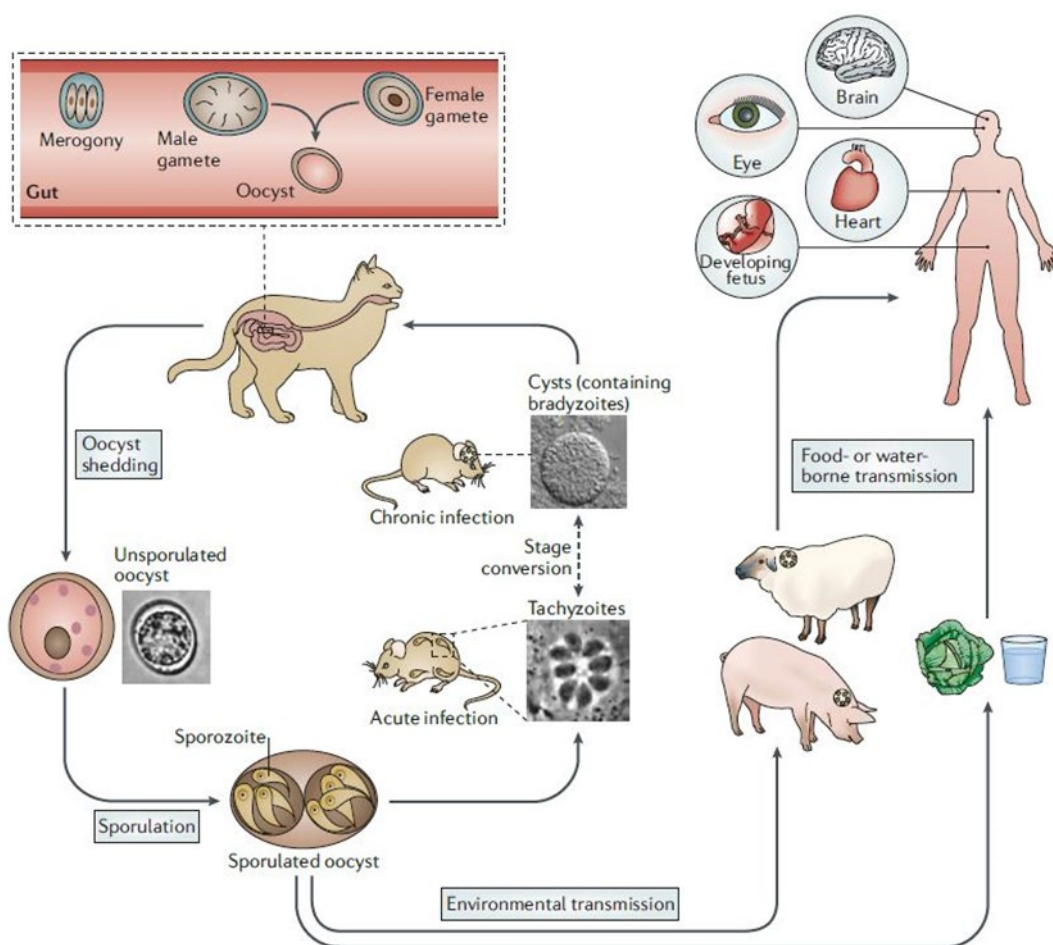 Merogony
Male
gamete
Female
gamete
Oocyst
Gut
Brain
Eye
Heart
Developing
fetus
Cysts (containing
bradyzoites)
Oocyst
shedding
Chronic infection
Food- or water-
borne transmission
Unsporulated
oocyst
Stage
conversion
Tachyzoites
Acute infection
Sporozoite
Sporulation
Sporulated oocyst
Environmental transmission